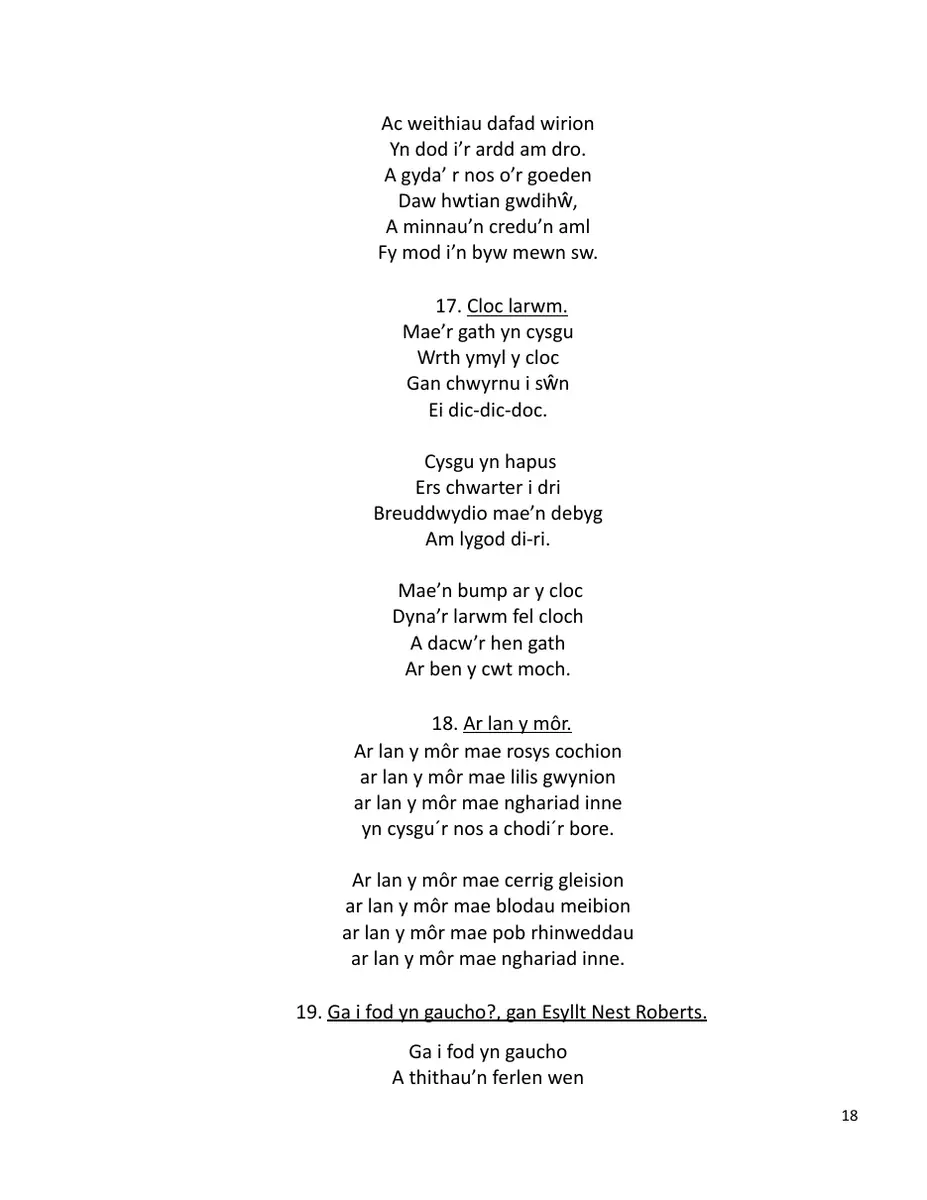 Ac weithiau dafad wirion
Yn dod i’r ardd am dro.
A gyda’ r nos o’r goeden
Daw hwtian gwdihŵ,
A minnau’n credu’n aml
Fy mod i’n byw mewn sw.
17. Cloc larwm.
Mae’r gath yn cysgu
Wrth ymyl y cloc
Gan chwyrnu i sŵn
Ei dic-dic-doc.
Cysgu yn hapus
Ers chwarter i dri
Breuddwydio mae’n debyg
Am lygod di-ri.
Mae’n bump ar y cloc
Dyna’r larwm fel cloch
A dacw’r hen gath
Ar ben y cwt moch.
18. Ar lan y môr.
Ar lan y môr mae rosys cochion
ar lan y môr mae lilis gwynion
ar lan y môr mae nghariad inne
yn cysgu´r nos a chodi´r bore.
Ar lan y môr mae cerrig gleision
ar lan y môr mae blodau meibion
ar lan y môr mae pob rhinweddau
ar lan y môr mae nghariad inne.
19. Ga i fod yn gaucho?, gan Esyllt Nest Roberts.
Ga i fod yn gaucho
A thithau’n ferlen wen
18